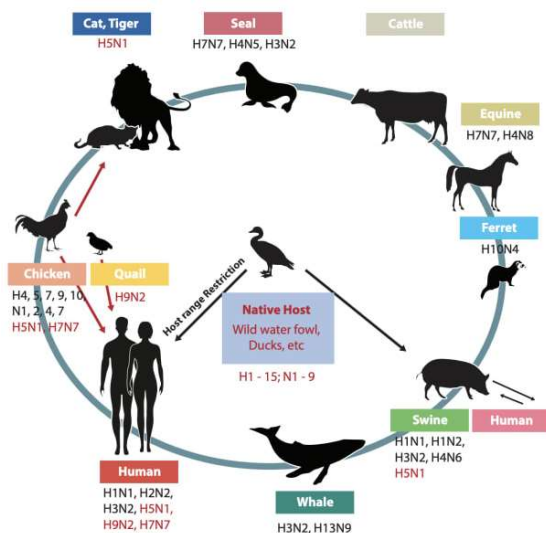 Cat, Tiger
H5N1
Seal
H7N7, H4N5, H3N2
Cattle
Equine
H7N7, H4N8
Ferret
H10N4
Chicken
H4, 5, 7, 9, 10
N1, 2, 4, 7
H5N1, H7N7
Quail
H9N2
Host range Restriction
Native Host
Wild water fowl,
Ducks, etc
H1 - 15; N1 - 9
Swine
H1N1, H1N2,
H3N2, H4N6
H5N1
Human
Human
H1N1, H2N2,
H3N2, H5N1,
H9N2, H7N7
Whale
H3N2, H13N9